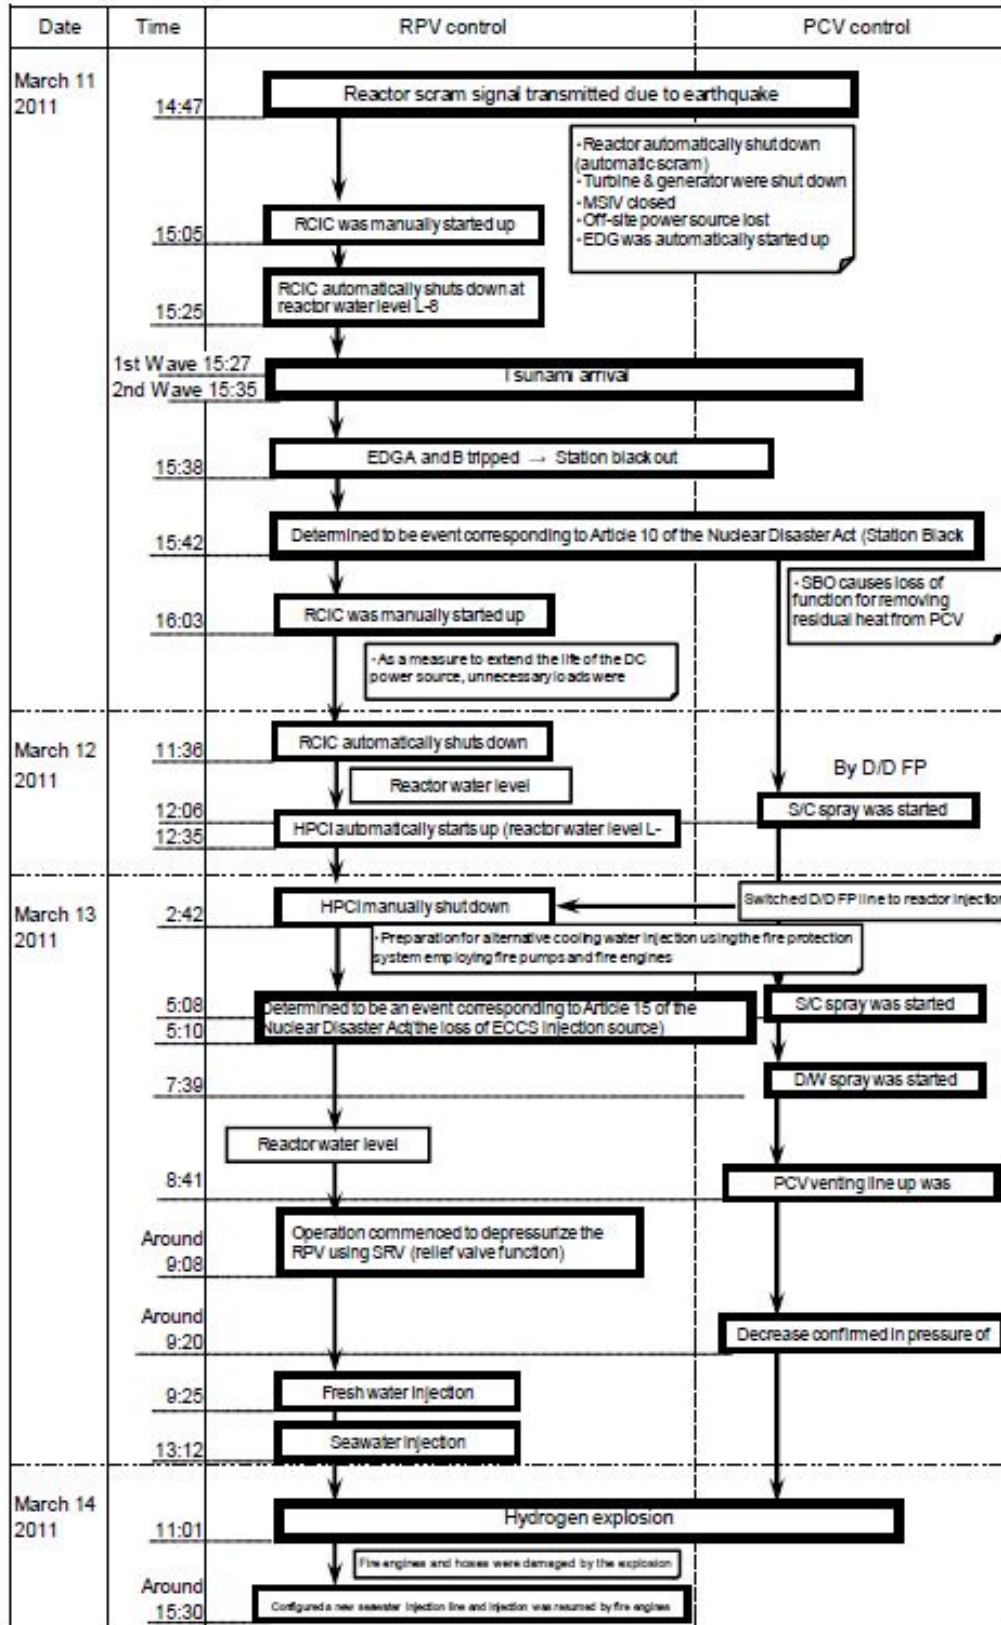 Date Time RPV control PCV control
March 11
2011
14:47
Reactor scram signal transmitted due to earthquake
・Reactor automatically shut down
(automatic scram)
・Turbine & generator were shut down
・MSIV closed
・Off-site power source lost
・EDG was automatically started up
15:05
RCIC was manually started up
15:25
RCIC automatically shuts down at
reactor water level L-8
1st Wave 15:27
2nd Wave 15:35
Tsunami arrival
15:38
EDGA and B tripped → Station black out
15:42
Determined to be event corresponding to Article 10 of the Nuclear Disaster Act (Station Black
・SBO causes loss of
function for removing
residual heat from PCV
16:03
RCIC was manually started up
・As a measure to extend the life of the DC
power source, unnecessary loads were
March 12
2011
11:36
RCIC automatically shuts down
Reactor water level
By D/D FP
12:06
S/C spray was started
12:35
HPCI automatically starts up (reactor water level L-
March 13
2011
2:42
HPCI manually shut down
Switched D/D FP line to reactor injection
・Preparation for alternative cooling water injection using the fire protection
system employing fire pumps and fire engines
5:08
S/C spray was started
5:10
Determined to be an event corresponding to Article 15 of the
Nuclear Disaster Act(the loss of ECCS injection source)
7:39
D/W spray was started
Reactor water level
8:41
PCV venting line up was
Around
9:08
Operation commenced to depressurize the
RPV using SRV (relief valve function)
Around
9:20
Decrease confirmed in pressure of
9:25
Fresh water injection
13:12
Seawater injection
March 14
2011
11:01
Hydrogen explosion
Fire engines and hoses were damaged by the explosion
Around
15:30
Configured a new seawater injection line and injection was resumed by fire engines